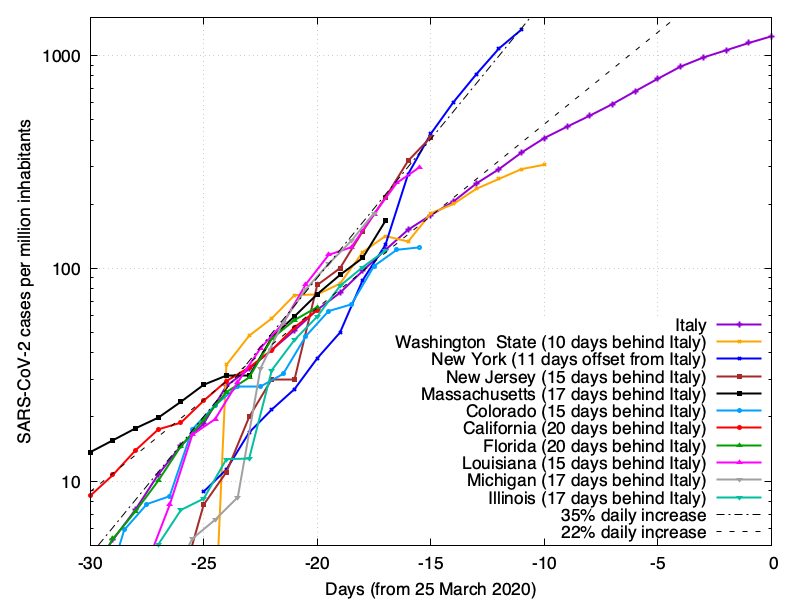 1000
100
10
SARS-CoV-2 cases per million inhabitants
Italy
Washington  State (10 days behind Italy)
New York (11 days offset from Italy)
New Jersey (15 days behind Italy)
Massachusetts (17 days behind Italy)
Colorado (15 days behind Italy)
California (20 days behind Italy)
Florida (20 days behind Italy)
Louisiana (15 days behind Italy)
Michigan (17 days behind Italy)
Illinois (17 days behind Italy)
35% daily increase
22% daily increase
-30 -25 -20 -15 -10 -5 0
Days (from 25 March 2020)